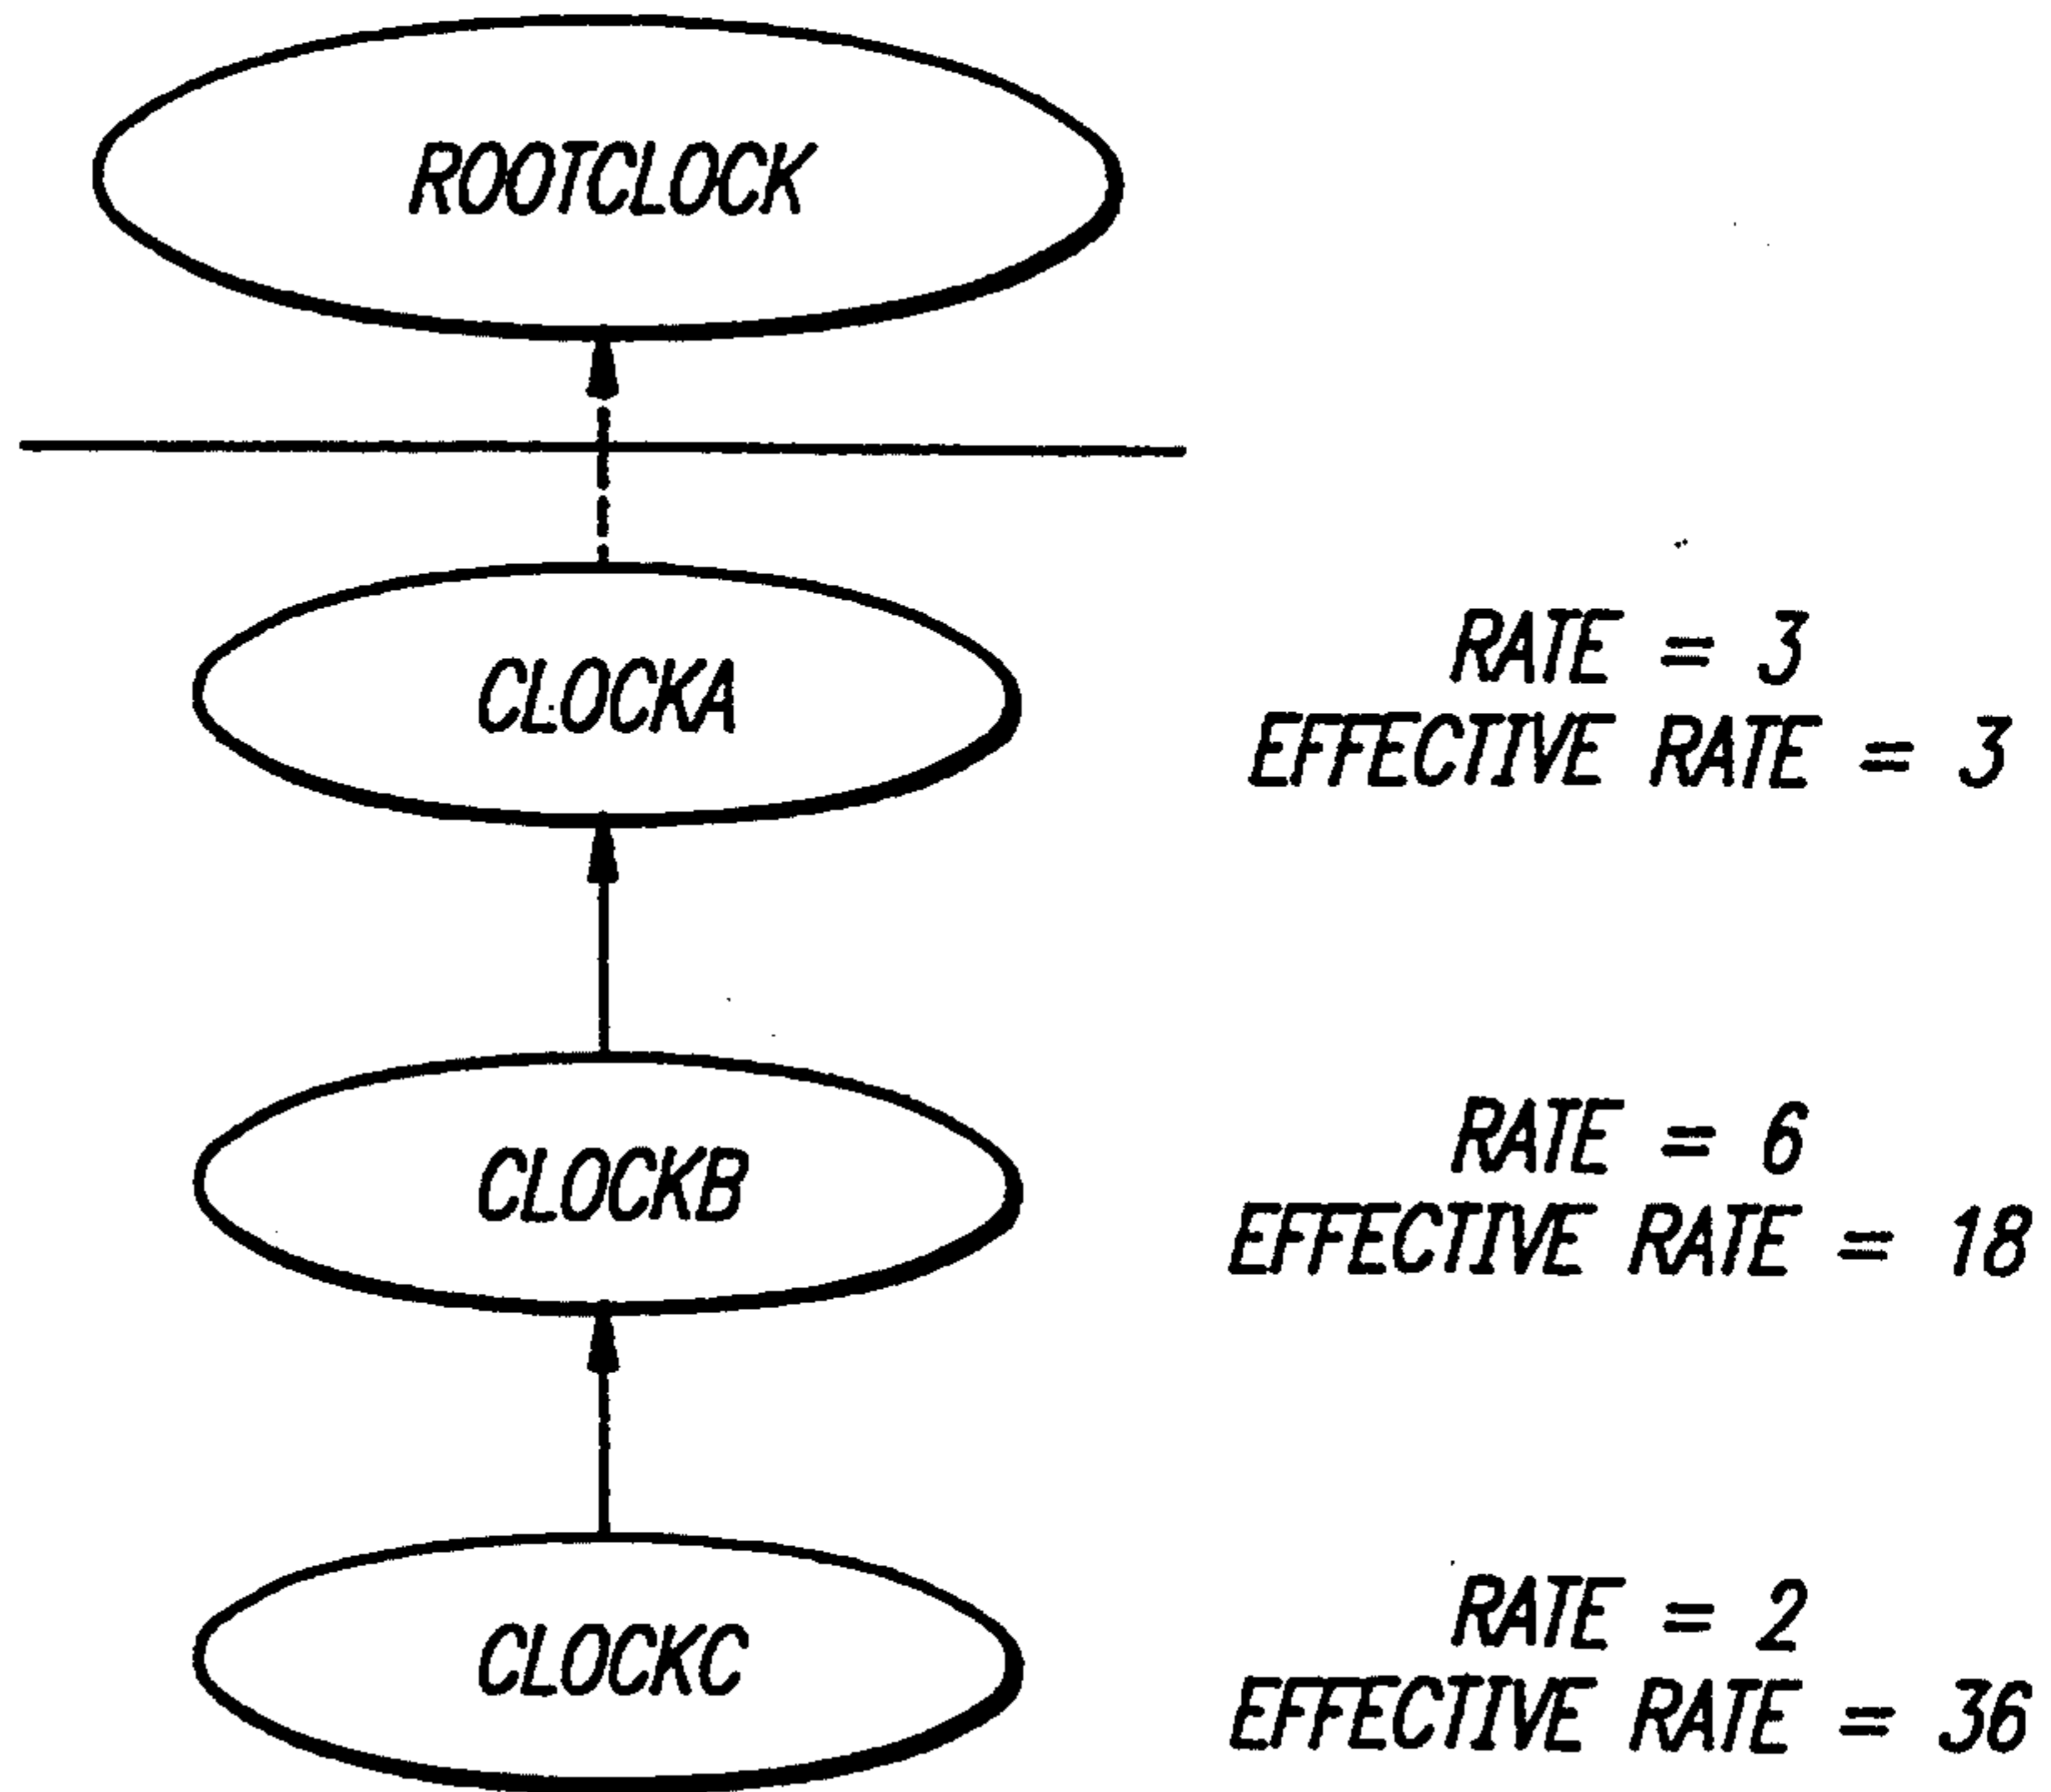 ROOTCLOCK
CLOCKA
RATE = 3
EFFECTIVE RATE = 3
CLOCKB
RATE = 6
EFFECTIVE RATE = 18
CLOCKC
RATE = 2
EFFECTIVE RATE = 36